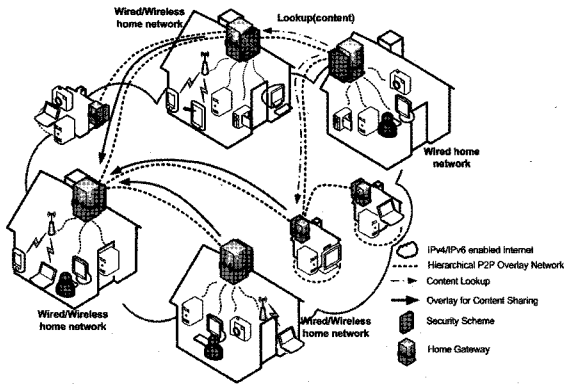 Wired/Wireless
home network
Lookup(content)
Wired home
network
Wired/Wireless
home network
Wired/Wireless
home network
iPv4/IPv6 enabled Internet
Hierarchical P2P Overlay Network
Content Lookup
Overlay for Content Sharing
Security Scheme
Home Gateway